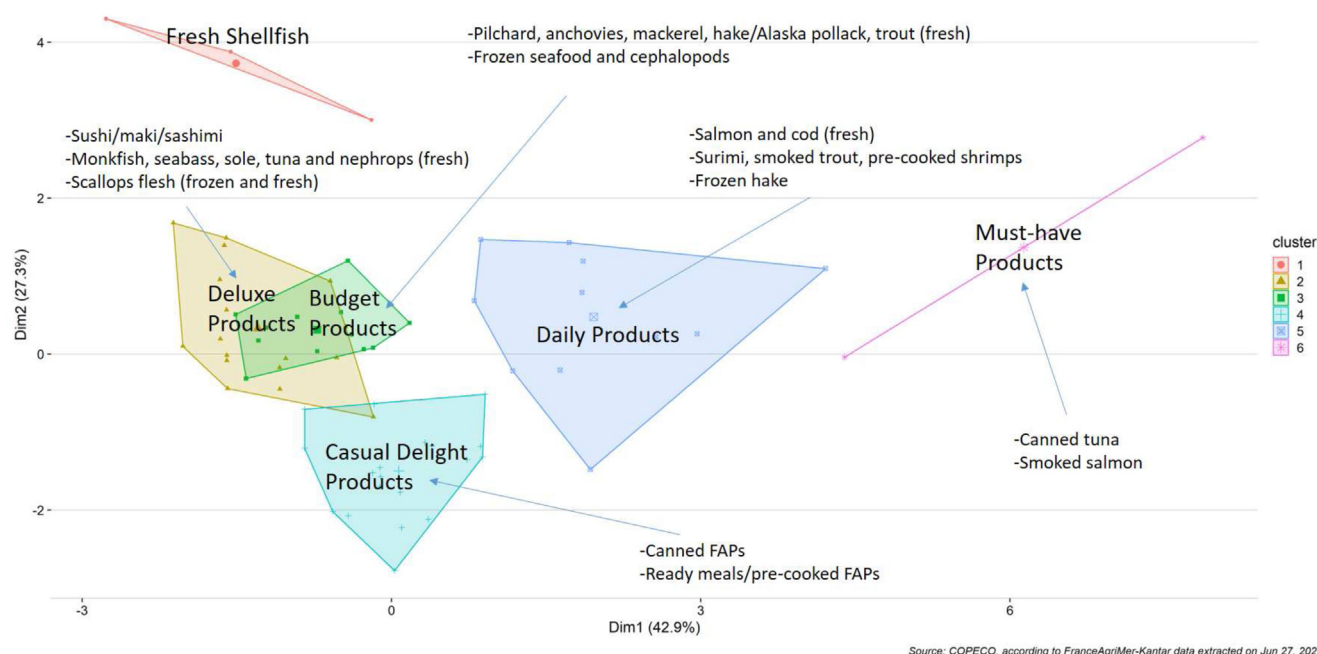 Fresh Shellfish
-Pilchard, anchovies, mackerel, hake/Alaska pollack, trout (fresh)
-Frozen seafood and cephalopods
-Sushi/maki/sashimi
-Monkfish, seabass, sole, tuna and nephrops (fresh)
-Scallops flesh (frozen and fresh)
-Salmon and cod (fresh)
-Surimi, smoked trout, pre-cooked shrimps
-Frozen hake
Must-have
Products
Deluxe
Products
Budget
Products
Daily Products
Casual Delight
Products
-Canned tuna
-Smoked salmon
-Canned FAPs
-Ready meals/pre-cooked FAPs
cluster
1
2
3
4
5
6
4
2
0
-2
Dim2 (27.3%)
-3
0
3
6
Dim1 (42.9%)
Source: COPECO, according to FranceAgriMer-Kantar data extracted on Jun 27, 202